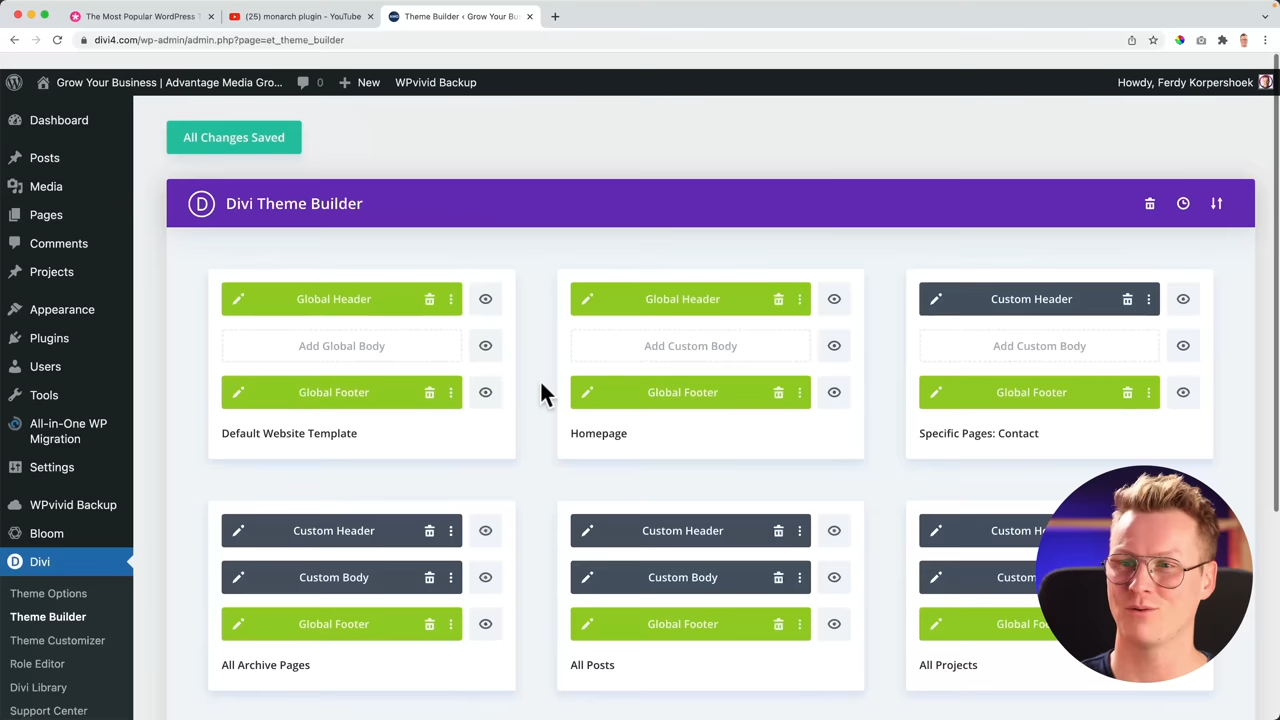 The Most Popular WordPress T
(25) monarch plugin - YouTube
Theme Builder ‹ Grow Your Bus
divi4.com/wp-admin/admin.php?page=et_theme_builder
Grow Your Business | Advantage Media Gro...
0
New
WPvivid Backup
Howdy, Ferdy Korpershoek
Dashboard
Posts
Media
Pages
Comments
Projects
Appearance
Plugins
Users
Tools
All-in-One WP
Migration
Settings
WPvivid Backup
Bloom
Divi
Theme Options
Theme Builder
Theme Customizer
Role Editor
Divi Library
Support Center
All Changes Saved
D Divi Theme Builder
Global Header
Add Global Body
Global Footer
Default Website Template
Global Header
Add Custom Body
Global Footer
Homepage
Custom Header
Add Custom Body
Global Footer
Specific Pages: Contact
Custom Header
Custom Body
Global Footer
All Archive Pages
Custom Header
Custom Body
Global Footer
All Posts
Custom H
Custom
Global Fo
All Projects